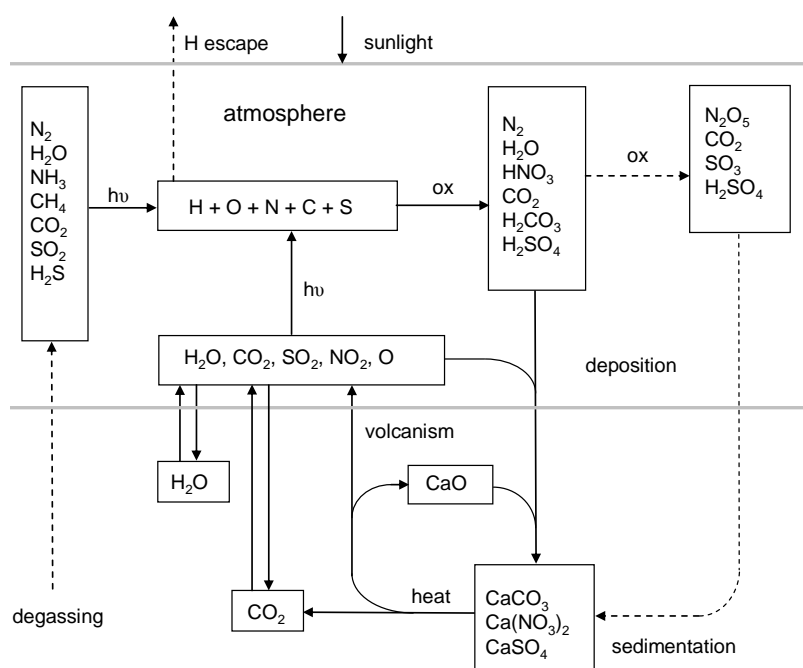 H escape
sunlight
atmosphere
N₂
H₂O
NH₃
CH₄
CO₂
SO₂
H₂S
hυ
H + O + N + C + S
ox
N₂
H₂O
HNO₃
CO₂
H₂CO₃
H₂SO₄
ox
N₂O₅
CO₂
SO₃
H₂SO₄
hυ
H₂O, CO₂, SO₂, NO₂, O
deposition
volcanism
H₂O
CaO
degassing
CO₂
heat
CaCO₃
Ca(NO₃)₂
CaSO₄
sedimentation